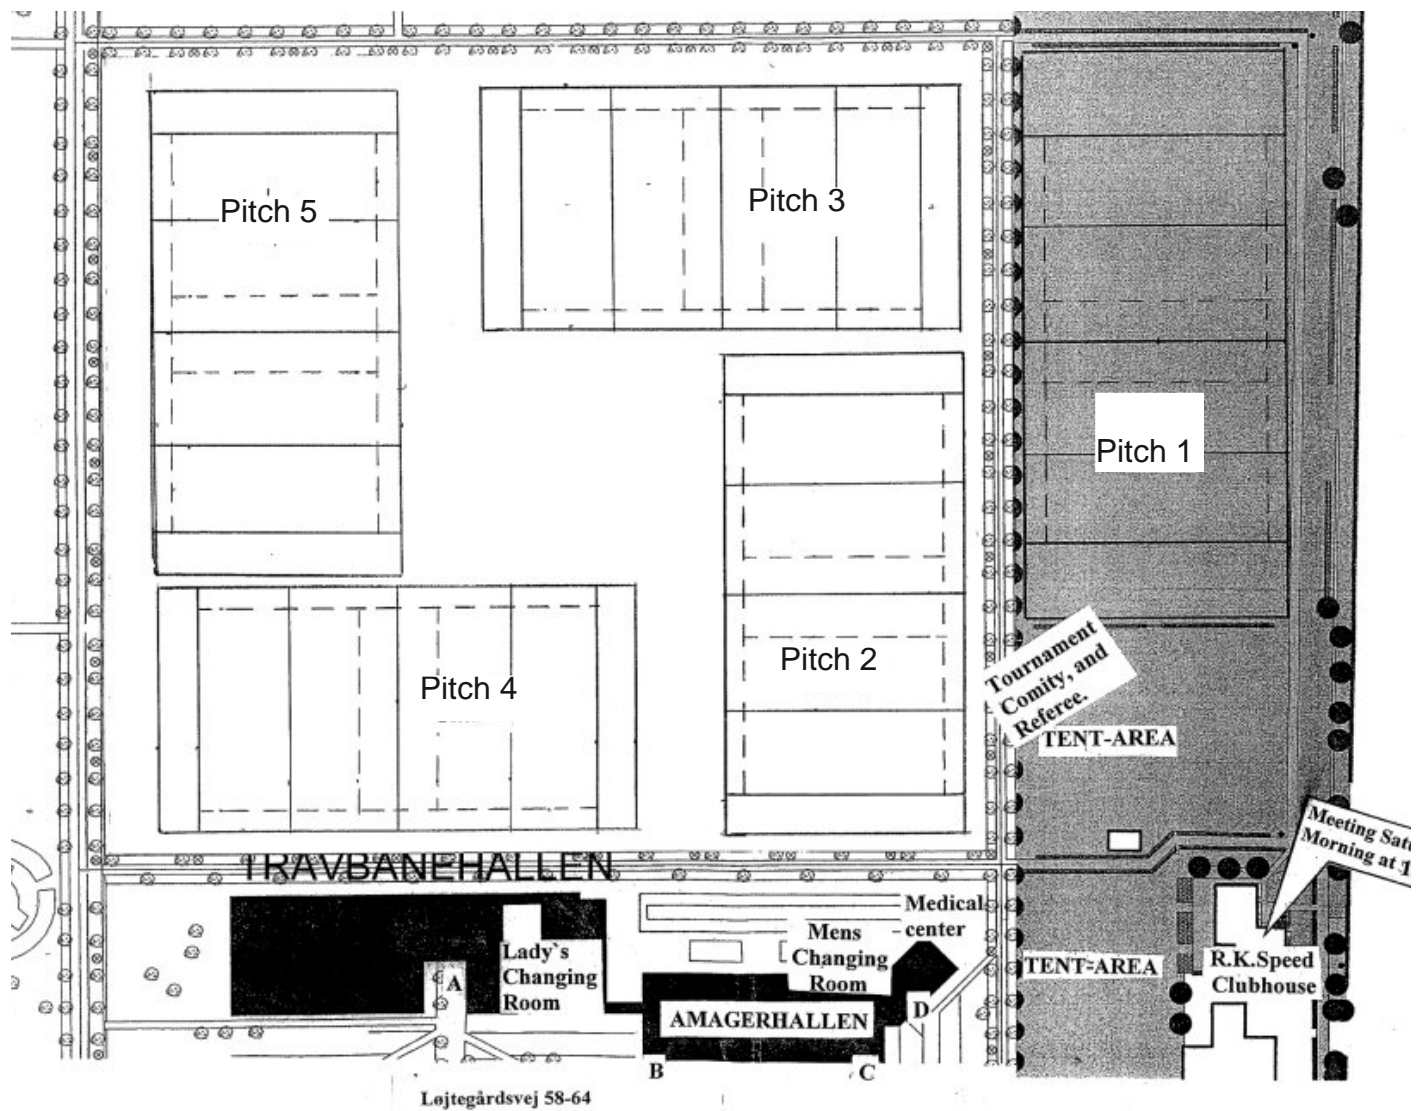 Pitch 5
Pitch 3
Pitch 1
Pitch 2
Pitch 4
Tournament
Comity, and
Referee.
TENT-AREA
Meeting Satu
Morning at
TRAVBANEHALLEN
Medical
center
Mens
Changing
Room
Lady`s
Changing
Room
A
TENT-AREA
R.K.Speed
Clubhouse
D
AMAGERHALLEN
B
C
Løjtegårdsvej 58-64